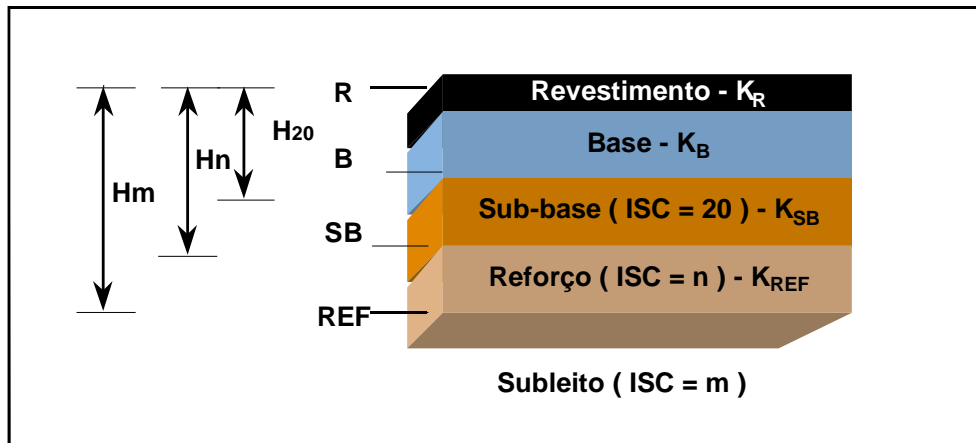 R
Revestimento - KR
H20
B
Base - KB
Hn
Hm
Sub-base ( ISC = 20 ) - KSB
SB
Reforço ( ISC = n ) - KREF
REF
Subleito ( ISC = m )